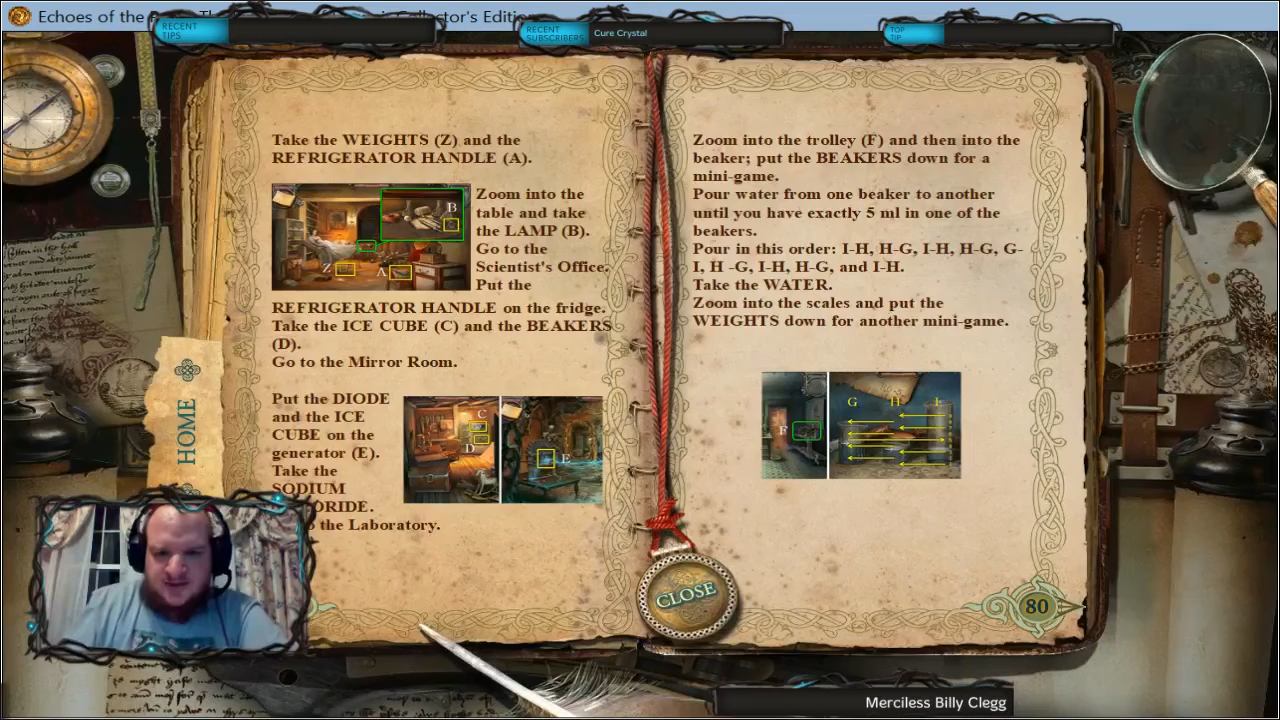 Echoes of the
Collector's Edition
RECENT
TIPS
RECENT
SUBSCRIBERS
Cure Crystal
TOP
TIP
Take the WEIGHTS (Z) and the
REFRIGERATOR HANDLE (A).
B
Z
A
Zoom into the
table and take
the LAMP (B).
Go to the
Scientist's Office.
Put the
REFRIGERATOR HANDLE on the fridge.
Take the ICE CUBE (C) and the BEAKERS
(D).
Go to the Mirror Room.
Put the DIODE
and the ICE
CUBE on the
generator (E).
Take the
SODIUM
ORIDE.
the Laboratory.
C
D
E
HOME
Zoom into the trolley (F) and then into the
beaker; put the BEAKERS down for a
mini-game.
Pour water from one beaker to another
until you have exactly 5 ml in one of the
beakers.
Pour in this order: I-H, H-G, I-H, H-G, G-
I, H -G, I-H, H-G, and I-H.
Take the WATER.
Zoom into the scales and put the
WEIGHTS down for another mini-game.
F
G H I
CLOSE
80
Merciless Billy Clegg